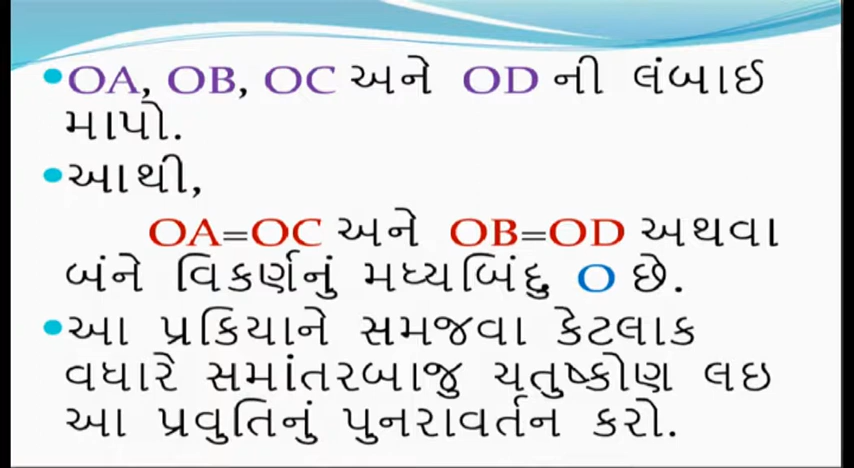 •OA, OB, OC અને OD ની લંબાઈ
માપો.
•આથી,
OA=OC અને OB=OD અથવા
બંને વિકર્ણનું મધ્યબિંદુ O છે.
•આ પ્રક્રિયાને સમજવા કેટલાક
વધારે સમાંતરબાજુ ચતુષ્કોણ લઇ
આ પ્રવુતિનું પુનરાવર્તન કરો.